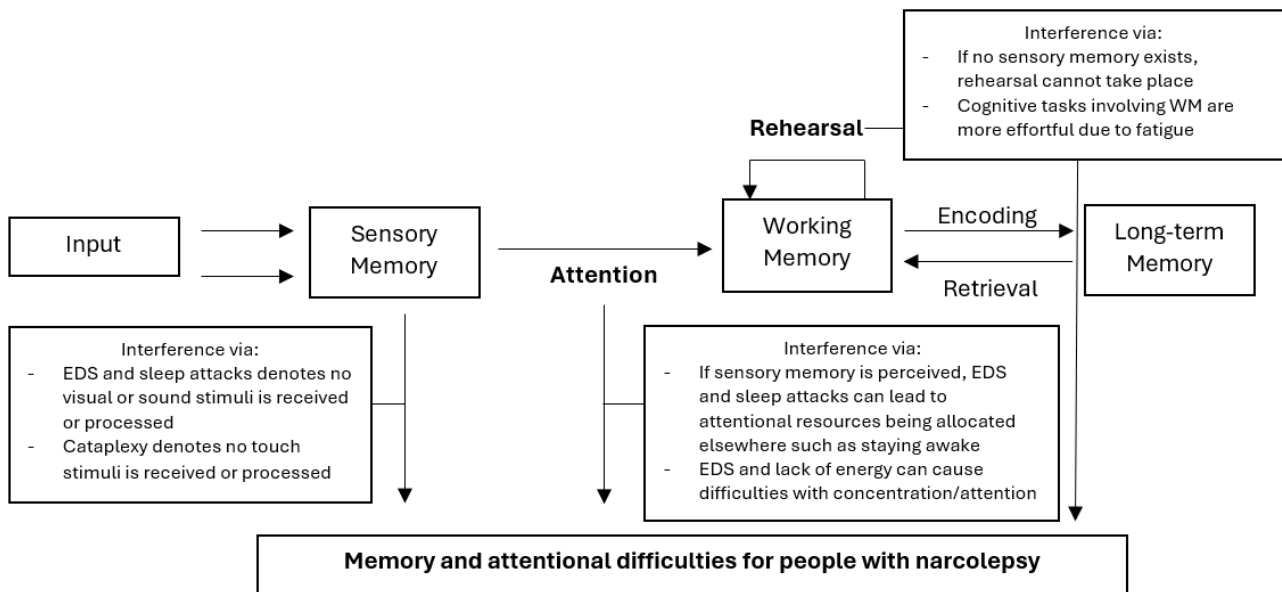 Interference via:
- If no sensory memory exists,
rehearsal cannot take place
- Cognitive tasks involving WM are
more effortful due to fatigue
Rehearsal
Input
Sensory
Memory
Attention
Working
Memory
Encoding
Retrieval
Long-term
Memory
Interference via:
- EDS and sleep attacks denotes no
visual or sound stimuli is received
or processed
- Cataplexy denotes no touch
stimuli is received or processed
Interference via:
- If sensory memory is perceived, EDS
and sleep attacks can lead to
attentional resources being allocated
elsewhere such as staying awake
- EDS and lack of energy can cause
difficulties with concentration/attention
Memory and attentional difficulties for people with narcolepsy